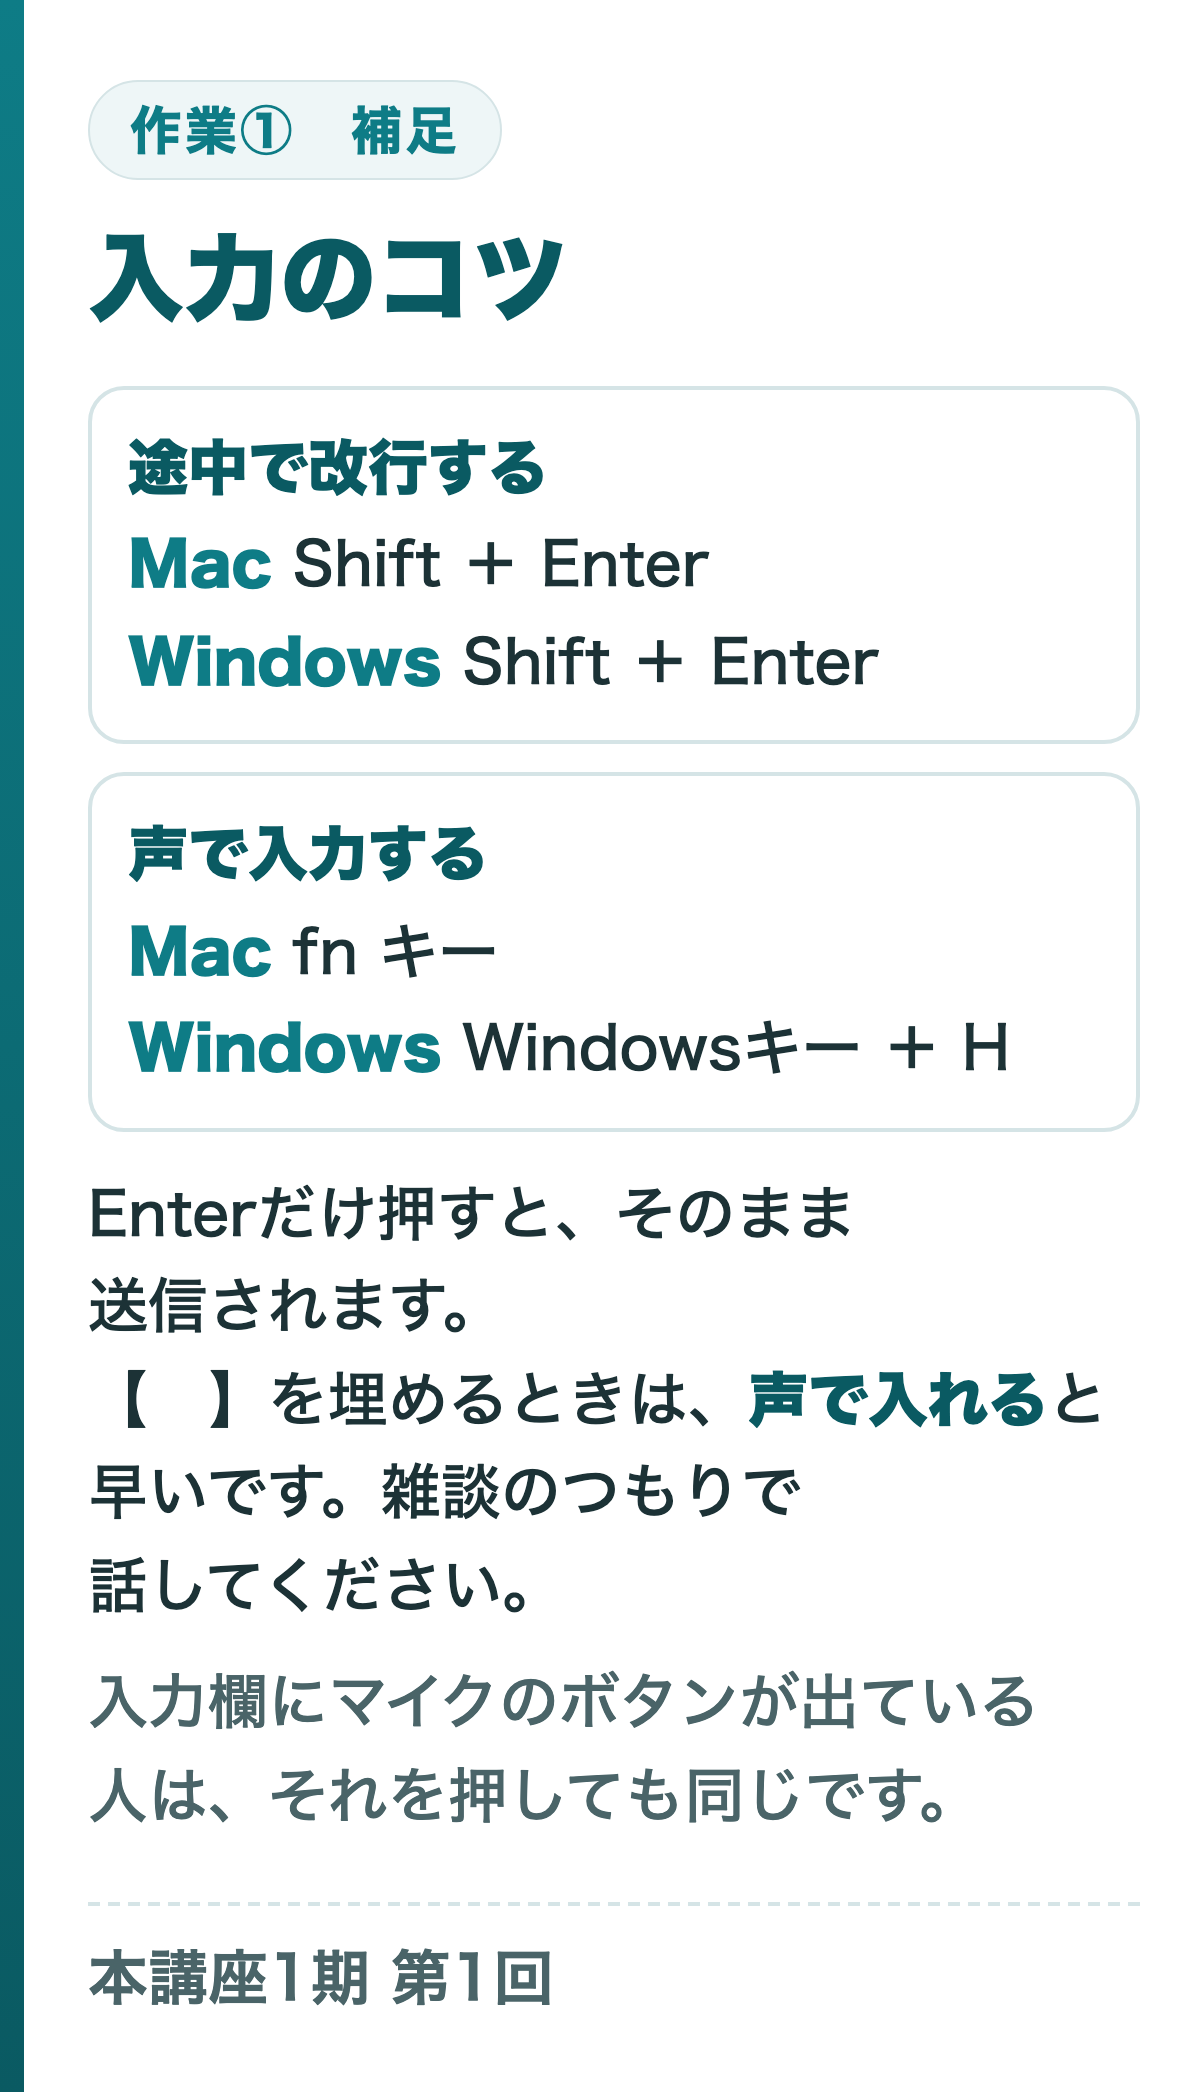 作業①　補足
入力のコツ
途中で改行する
Mac Shift ＋ Enter
Windows Shift ＋ Enter
声で入力する
Mac fn キー
Windows Windowsキー ＋ H
Enterだけ押すと、そのまま
送信されます。
【　】を埋めるときは、声で入れると
早いです。雑談のつもりで
話してください。
入力欄にマイクのボタンが出ている
人は、それを押しても同じです。
本講座1期 第1回